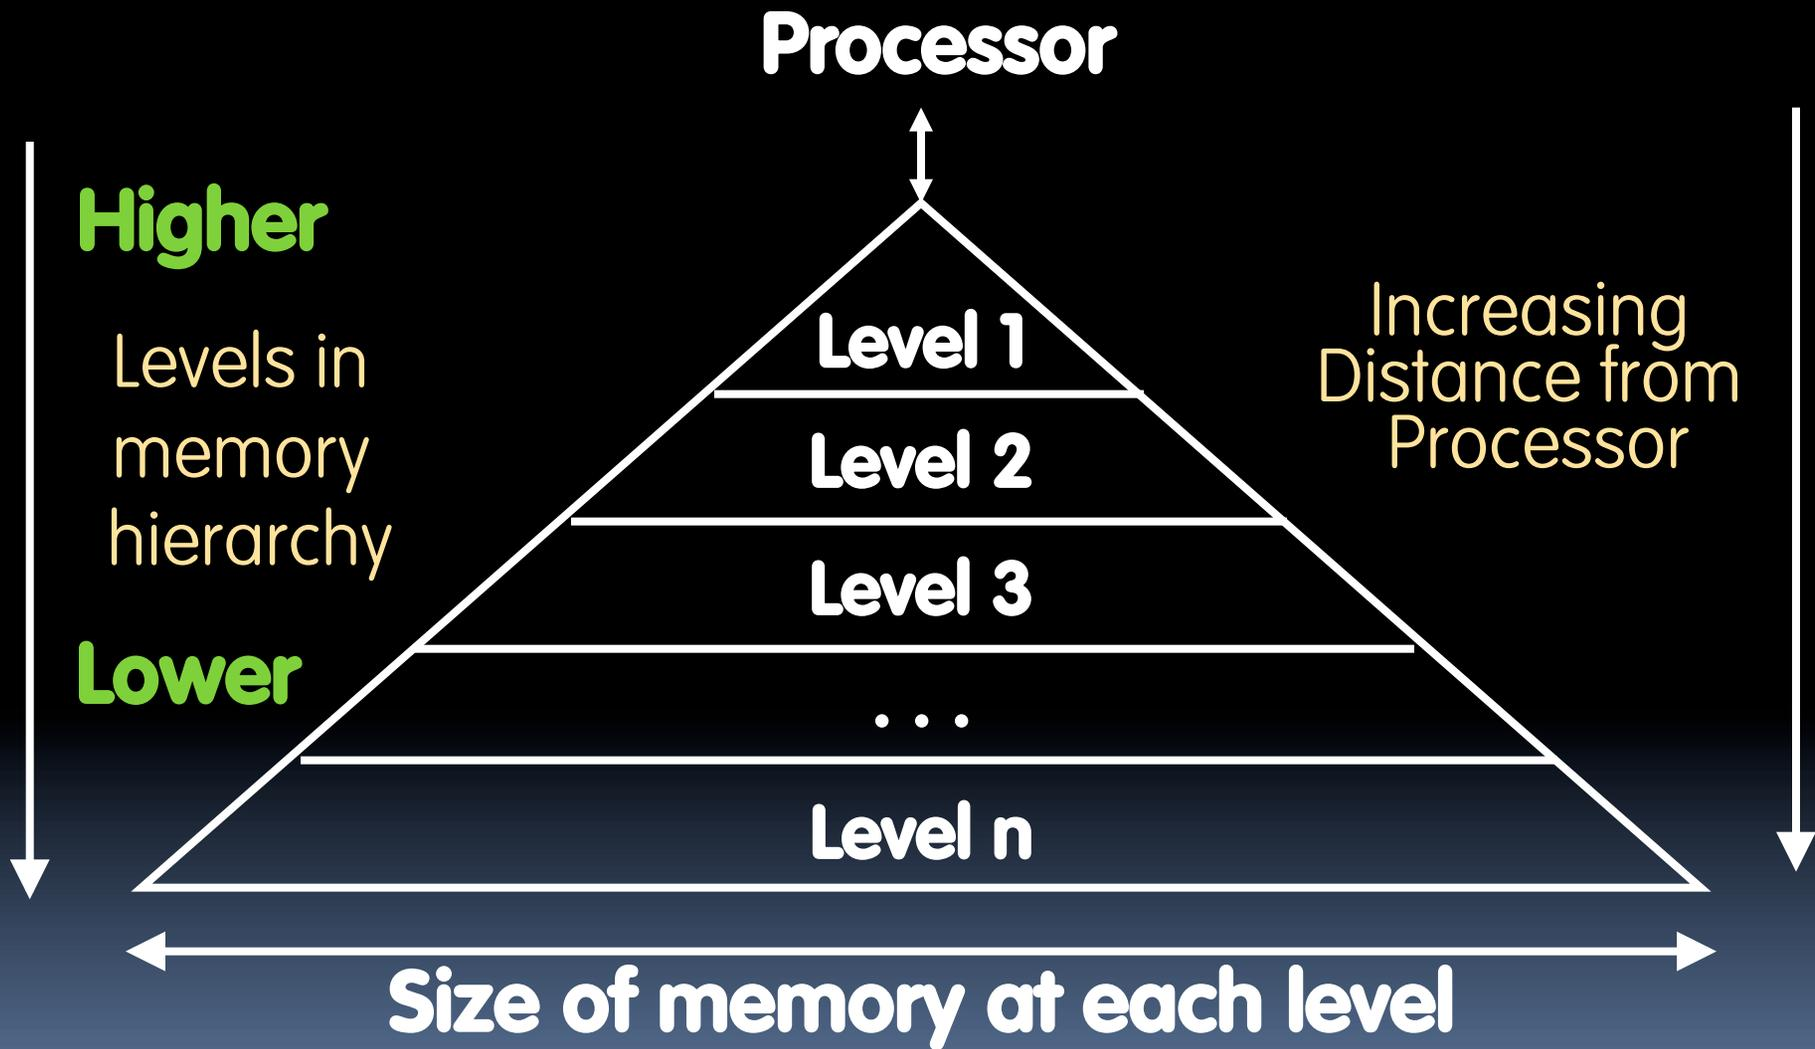 Processor
Higher
Levels in
memory
hierarchy
Lower
Level 1
Level 2
Level 3
...
Level n
Increasing
Distance from
Processor
Size of memory at each level